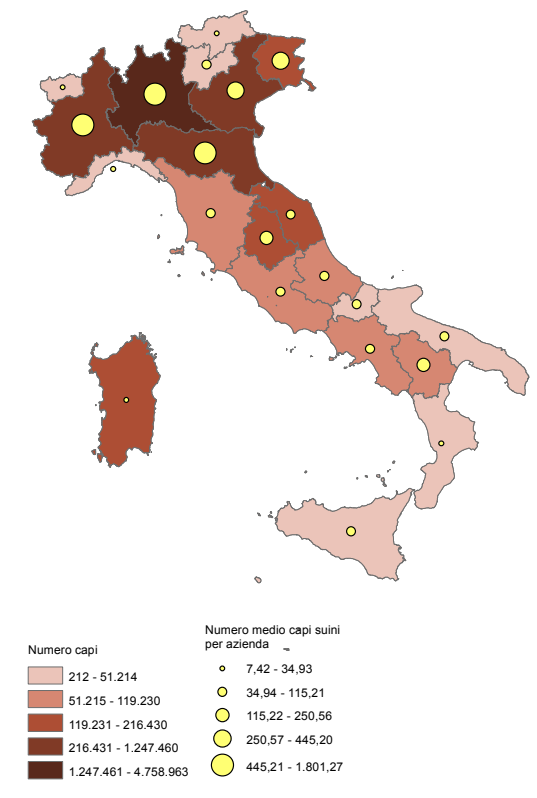 Numero capi
212 - 51.214
51.215 - 119.230
119.231 - 216.430
216.431 - 1.247.460
1.247.461 - 4.758.963
Numero medio capi suini
per azienda
7,42 - 34,93
34,94 - 115,21
115,22 - 250,56
250,57 - 445,20
445,21 - 1.801,27